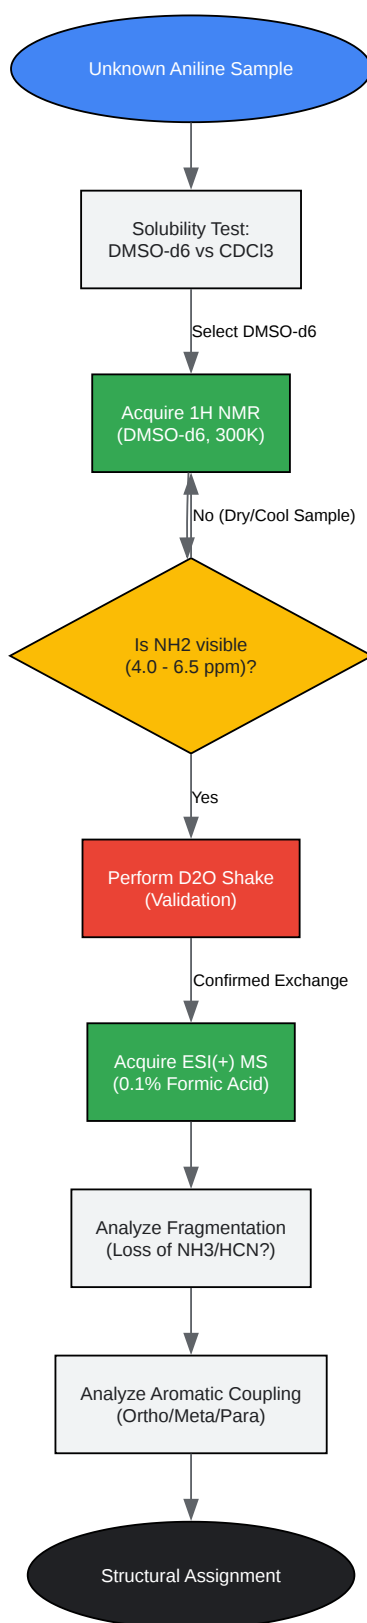 Unknown Aniline Sample
Solubility Test:
DMSO-d6 vs CDCl3
Select DMSO-d6
Acquire 1H NMR
(DMSO-d6, 300K)
No (Dry/Cool Sample)
Is NH2 visible
(4.0 - 6.5 ppm)?
Yes
Perform D2O Shake
(Validation)
Confirmed Exchange
Acquire ESI(+) MS
(0.1% Formic Acid)
Analyze Fragmentation
(Loss of NH3/HCN?)
Analyze Aromatic Coupling
(Ortho/Meta/Para)
Structural Assignment